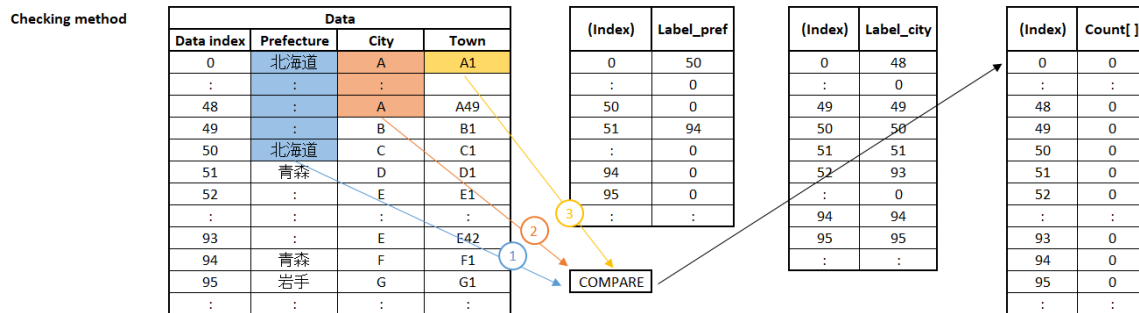 Checking method
Data
(Index) Label_pref
(Index) Label_city
(Index) Count[ ]
Data index Prefecture City Town
0 北海道 A A1 0 50 0 48 0 0
: : : : 0 : 0 : 0
48 : A A49 50 0 49 49 48 0
49 : B B1 51 94 50 50 49 0
50 北海道 C C1 : 0 51 51 50 0
51 青森 D D1 94 0 52 93 51 0
52 : E E1 95 0 : 0 52 0
: : : : : : 94 94 : :
93 : E E42 95 95 93 0
94 青森 F F1 : : 94 0
95 岩手 G G1 COMPARE 95 0
: : : : : :
3
2
1